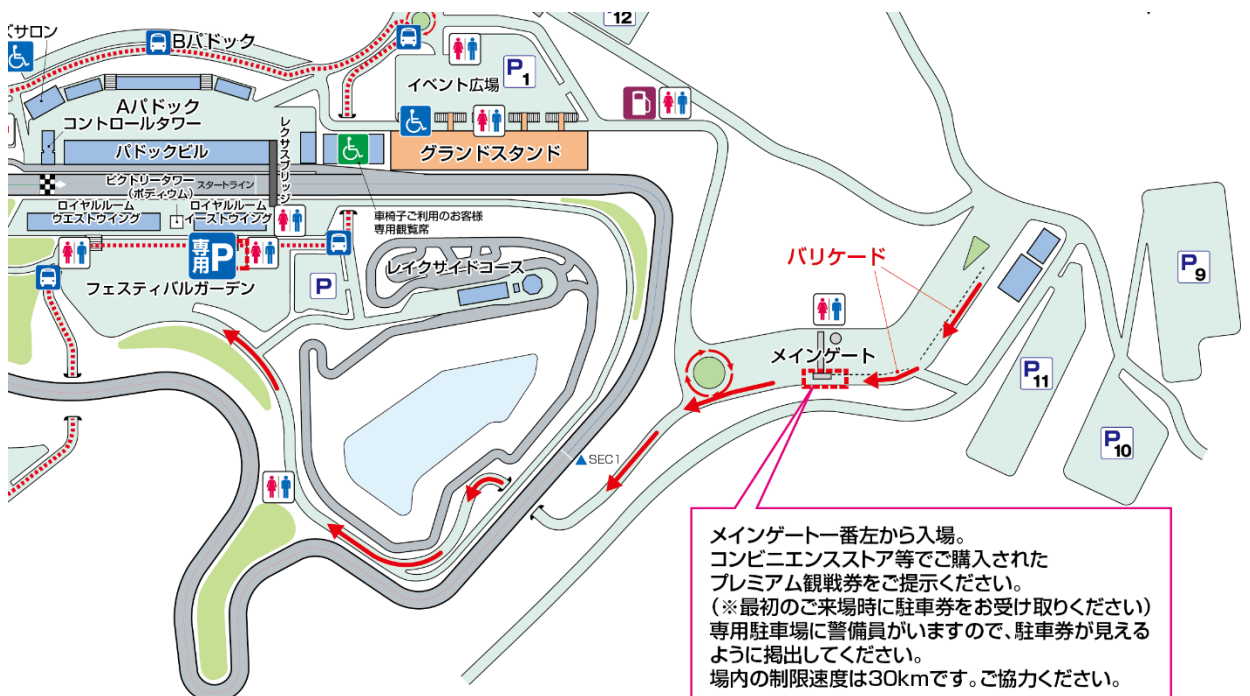 12
ズサロン
Bパドック
P1
イベント広場
Aパドック
コントロールタワー
パドックビル
レクサスブリッジ
グランドスタンド
ビクトリータワー
(ポディウム)
スタートライン
ロイヤルルーム
ウエストウイング
ロイヤルルーム
イーストウイング
車椅子ご利用のお客様
専用観覧席
専用P
フェスティバルガーデン
P
レイクサイドコース
バリケード
P9
メインゲート
P11
P10
SEC1
メインゲート一番左から入場。
コンビニエンスストア等でご購入された
プレミアム観戦券をご提示ください。
(※最初のご来場時に駐車券をお受け取りください)
専用駐車場に警備員がいますので、駐車券が見える
ように掲出してください。
場内の制限速度は30kmです。ご協力ください。